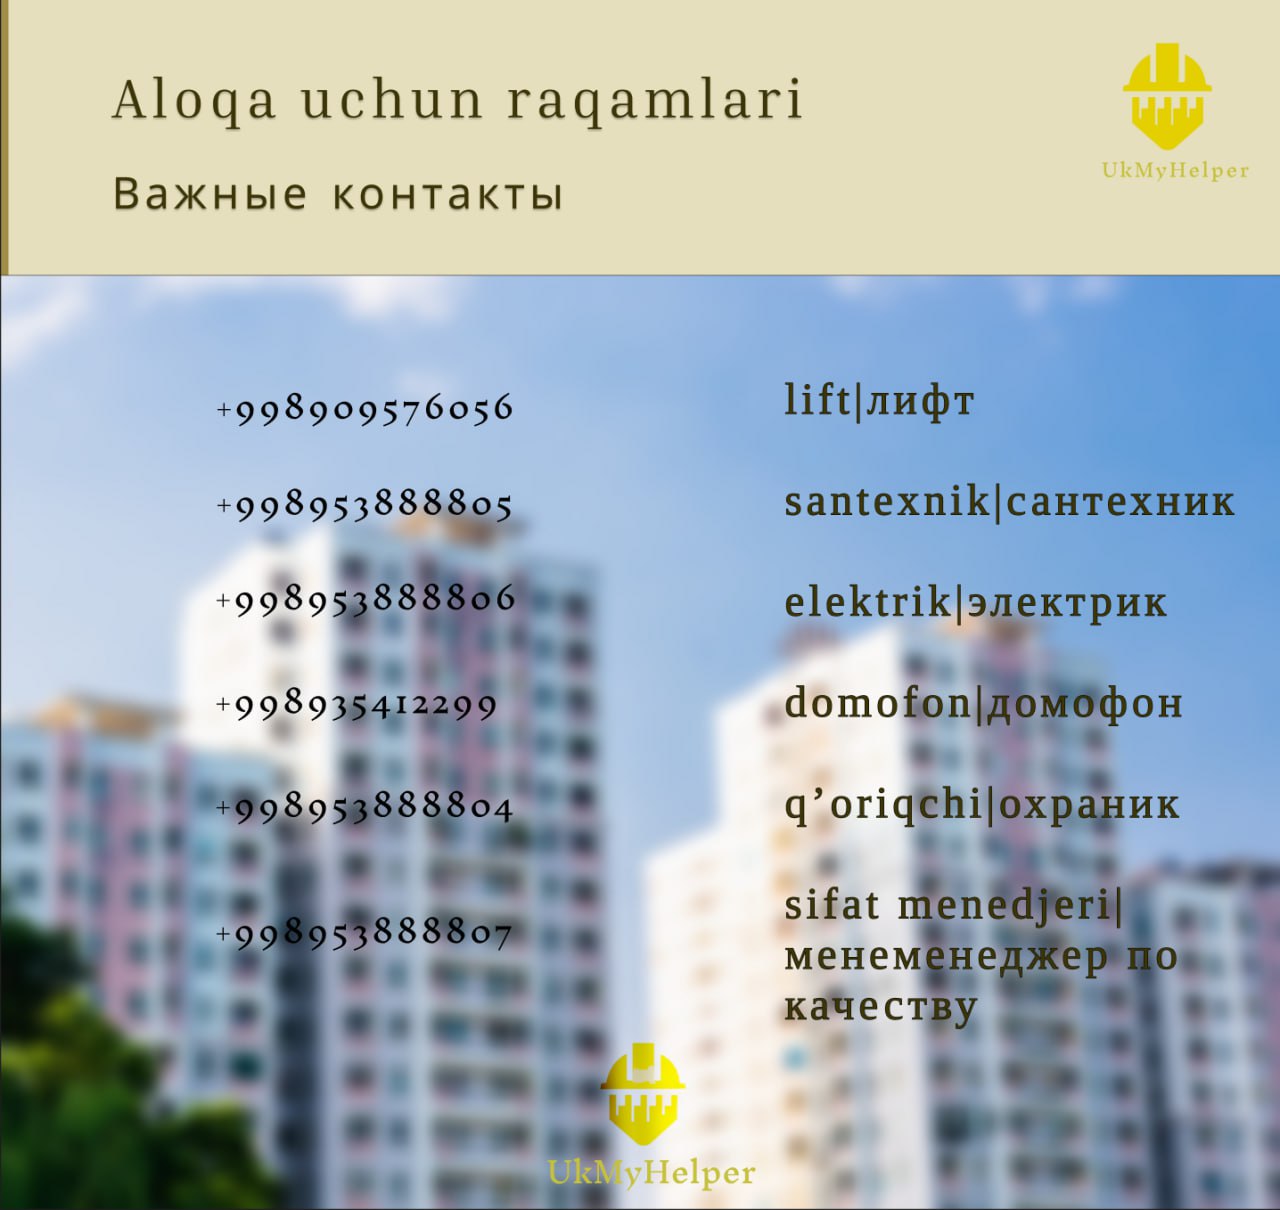 Aloqa uchun raqamlari
Важные контакты
UkMyHelper
+998909576056 lift|лифт
+998953888805 santexnik|сантехник
+998953888806 elektrik|электрик
+998935412299 domofon|домофон
+998953888804 q’oriqchi|охраник
+998953888807 sifat menedjeri|
менеменеджер по
качеству
UkMyHelper